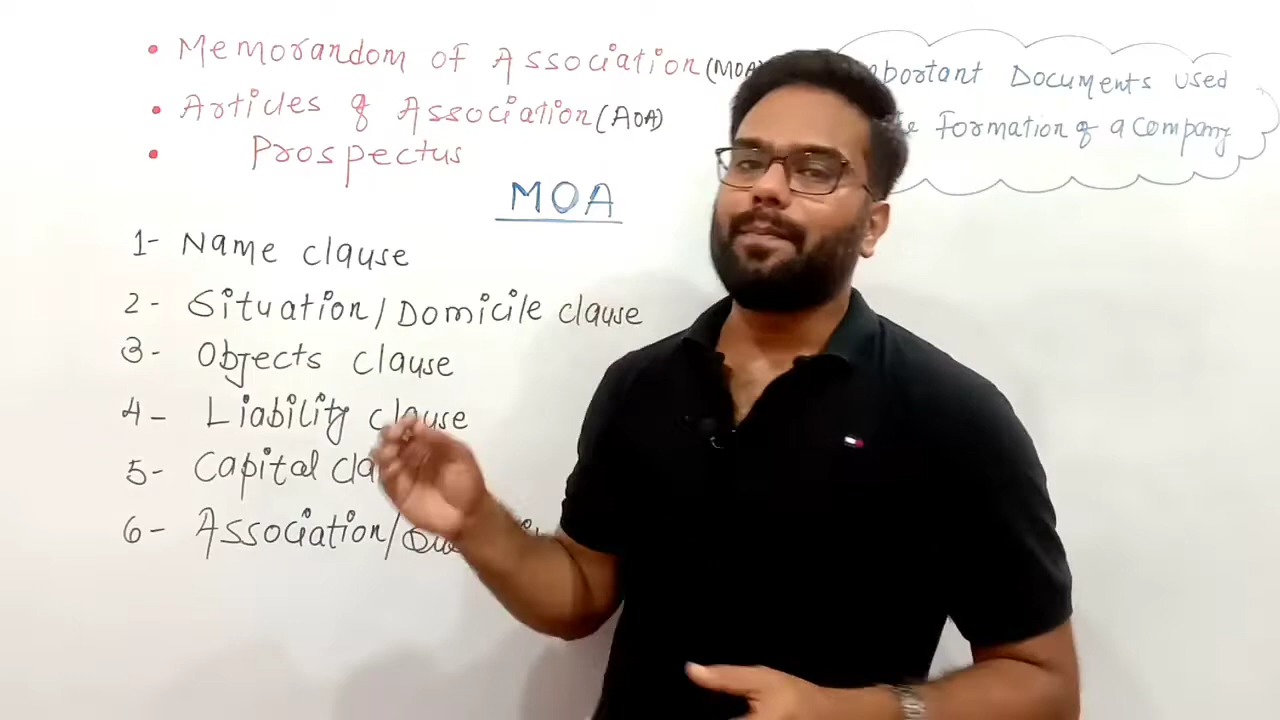 • Memorandom of Association (MOA)
• Articles of Association (AOA)
• Prospectus
Documents used
Formation of a company
MOA
1- Name clause
2- Situation/Domicile clause
3- Objects clause
4- Liability clause
5- Capital
6- Association/